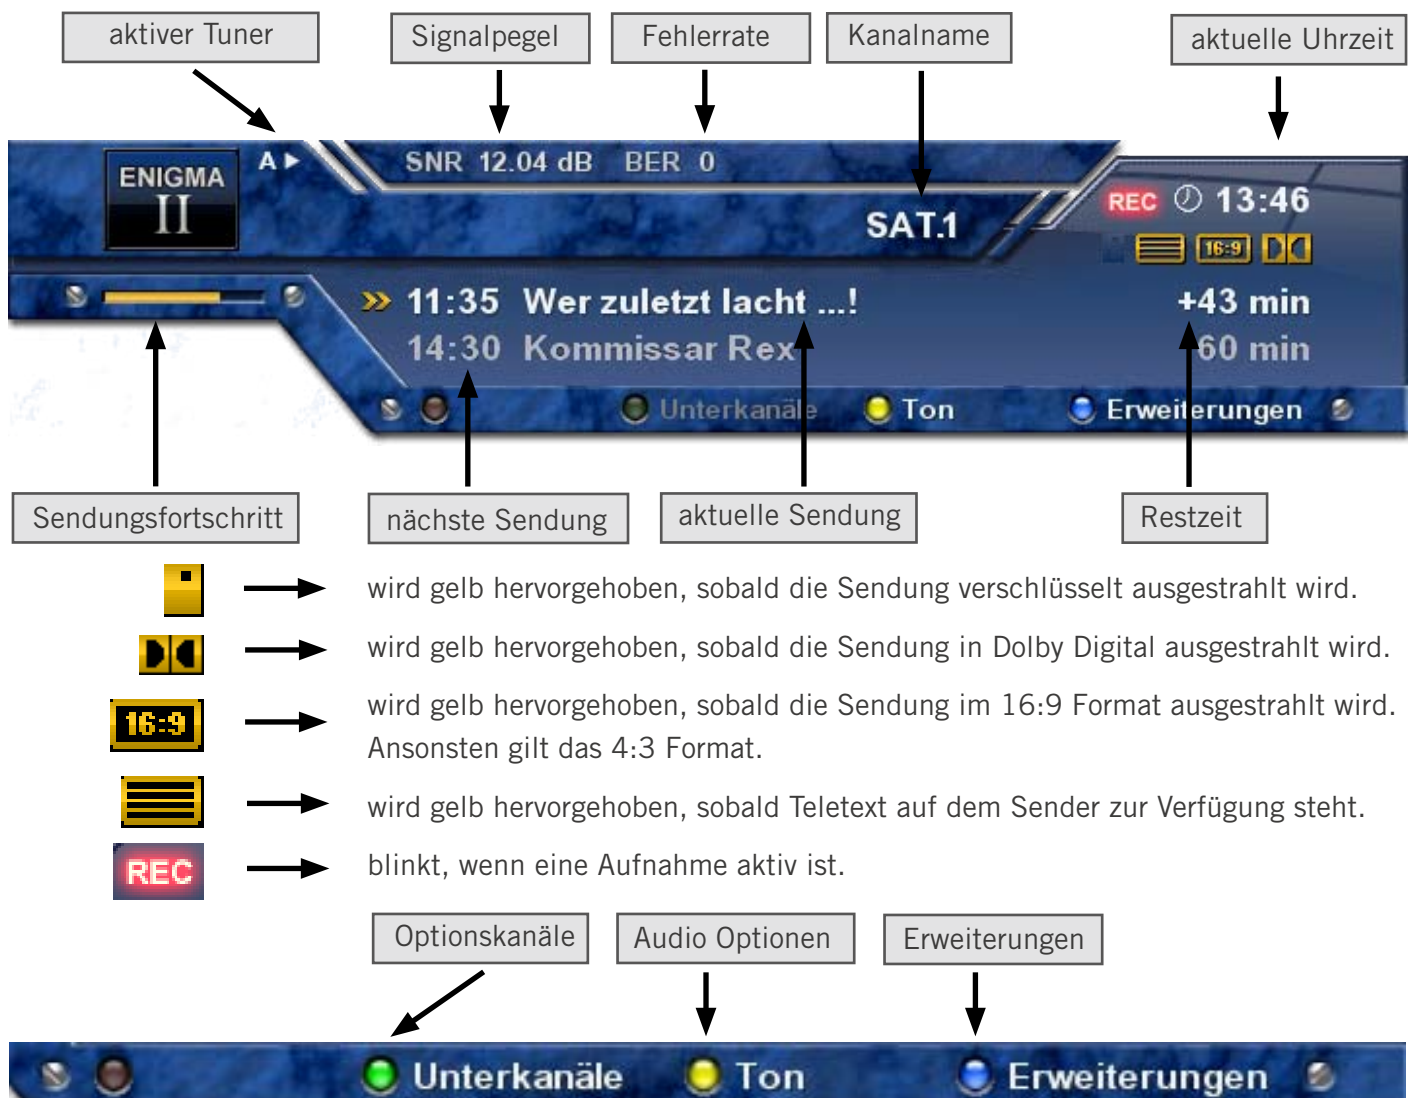 aktiver Tuner
Signalpegel
Fehlerrate
Kanalname
aktuelle Uhrzeit
ENIGMA
II
A
SNR 12.04 dB BER 0
SAT.1
REC 13:46
16:9
11:35 Wer zuletzt lacht ...! +43 min
14:30 Kommissar Rex 60 min
Unterkanäle
Ton
Erweiterungen
Sendungsfortschritt
nächste Sendung
aktuelle Sendung
Restzeit
wird gelb hervorgehoben, sobald die Sendung verschlüsselt ausgestrahlt wird.
wird gelb hervorgehoben, sobald die Sendung in Dolby Digital ausgestrahlt wird.
16:9
wird gelb hervorgehoben, sobald die Sendung im 16:9 Format ausgestrahlt wird.
Ansonsten gilt das 4:3 Format.
wird gelb hervorgehoben, sobald Teletext auf dem Sender zur Verfügung steht.
REC
blinkt, wenn eine Aufnahme aktiv ist.
Optionskanäle
Audio Optionen
Erweiterungen
Unterkanäle
Ton
Erweiterungen